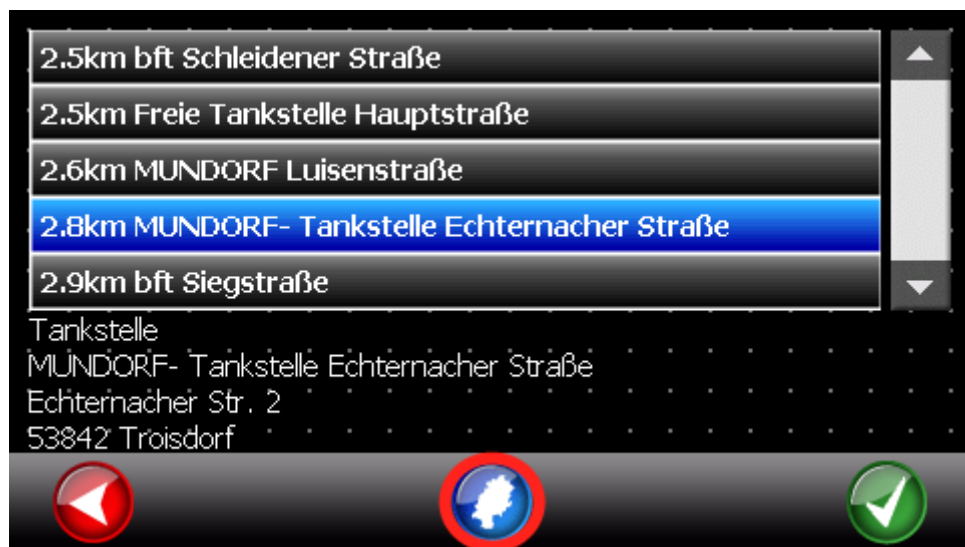 2.5km bft Schleidener Straße
2.5km Freie Tankstelle Hauptstraße
2.6km MUNDORF Luisenstraße
2.8km MUNDORF- Tankstelle Echternacher Straße
2.9km bft Siegstraße
Tankstelle
MUNDORF- Tankstelle Echternacher Straße
Echternacher Str. 2
53842 Troisdorf